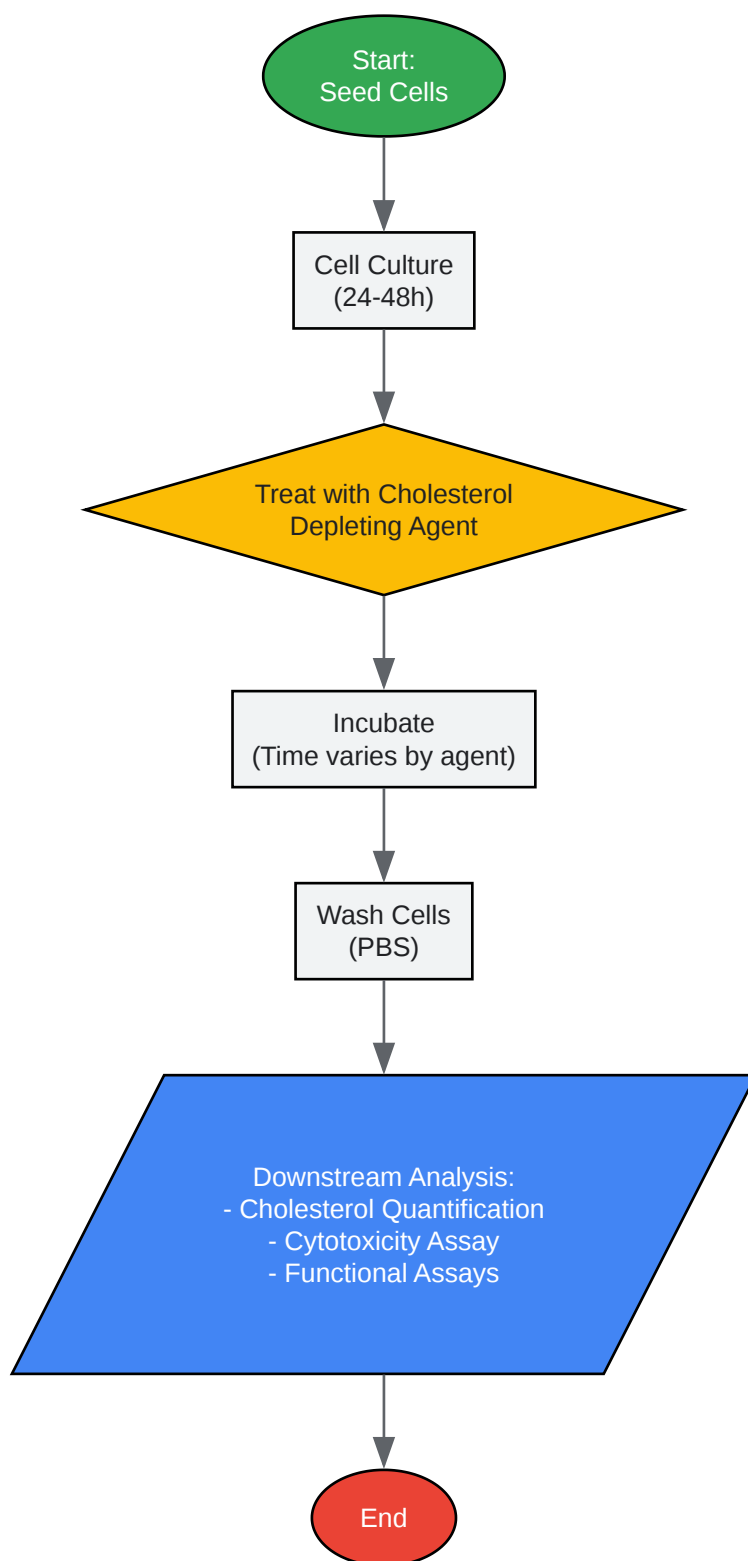 Start:
Seed Cells
Cell Culture
(24-48h)
Treat with Cholesterol
Depleting Agent
Incubate
(Time varies by agent)
Wash Cells
(PBS)
Downstream Analysis:
- Cholesterol Quantification
- Cytotoxicity Assay
- Functional Assays
End